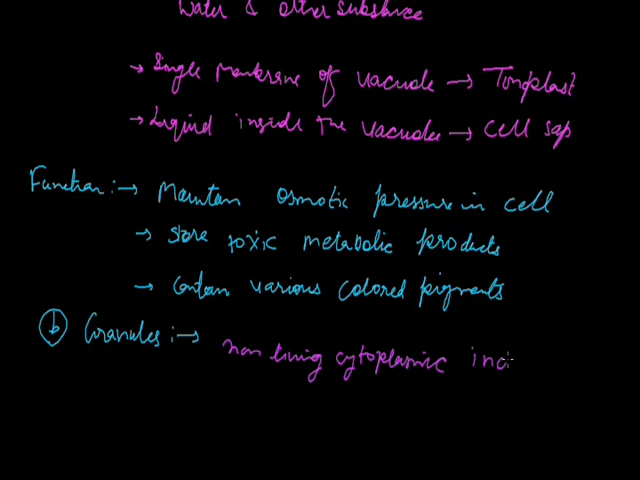 Water & other substance
→ Single membrane of vacuole → Tonoplast
→ Liquid inside the vacuole → Cell sap
Function:→ Maintain osmotic pressure in cell
→ Store toxic metabolic products
→ Contain various colored pigments
(b) Granules:→
non living cytoplasmic inc